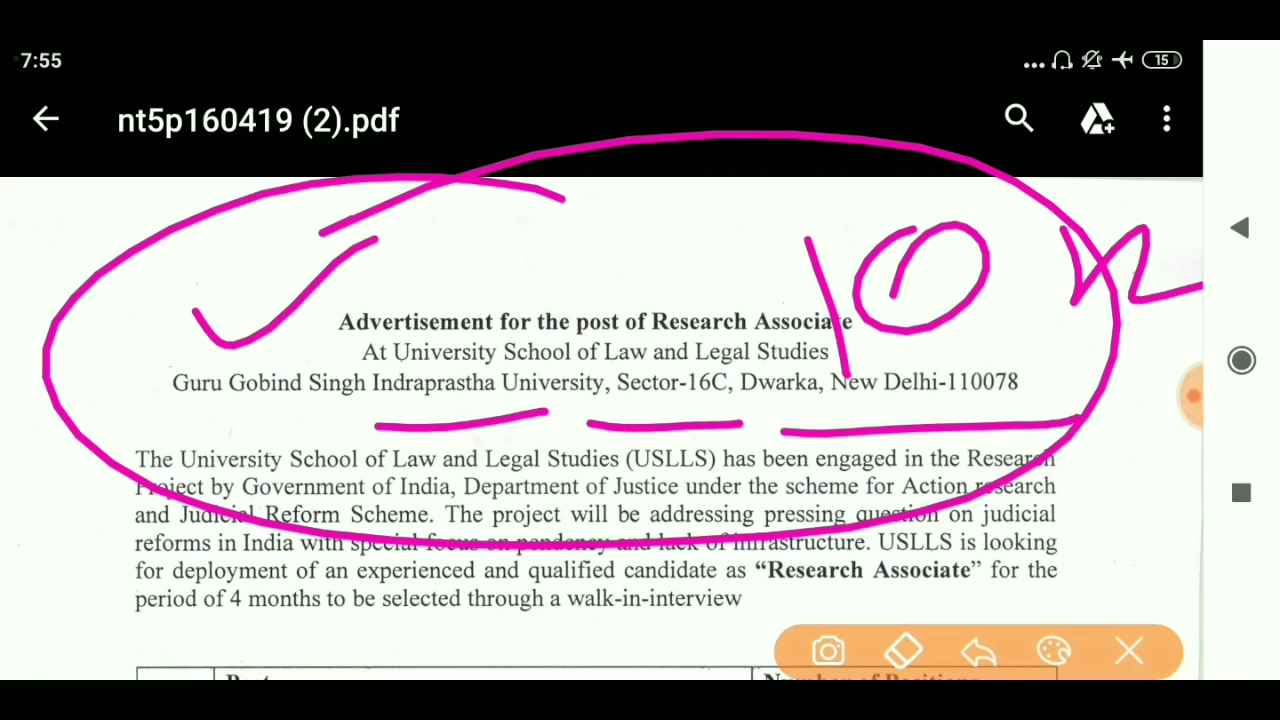 7:55
15
nt5p160419 (2).pdf
10
Advertisement for the post of Research Associate
At University School of Law and Legal Studies
Guru Gobind Singh Indraprastha University, Sector-16C, Dwarka, New Delhi-110078
The University School of Law and Legal Studies (USLLS) has been engaged in the Research
Project by Government of India, Department of Justice under the scheme for Action research
and Judicial Reform Scheme. The project will be addressing pressing question on judicial
reforms in India with special focus on pendency and lack of infrastructure. USLLS is looking
for deployment of an experienced and qualified candidate as “Research Associate” for the
period of 4 months to be selected through a walk-in-interview
Post
Number of Positions